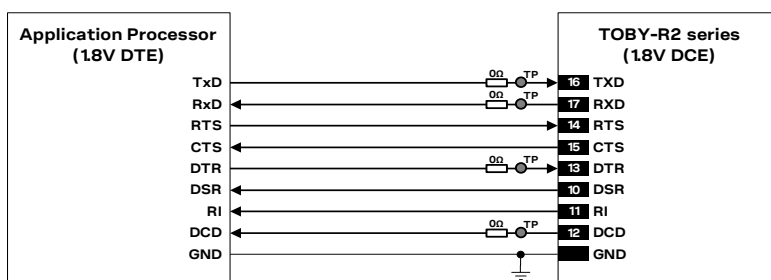 Application Processor
(1.8V DTE)
TOBY-R2 series
(1.8V DCE)
TxD 0Ω TP 16 TXD
RxD 0Ω TP 17 RXD
RTS 14 RTS
CTS 15 CTS
DTR 0Ω TP 13 DTR
DSR 10 DSR
RI 11 RI
DCD 0Ω TP 12 DCD
GND GND